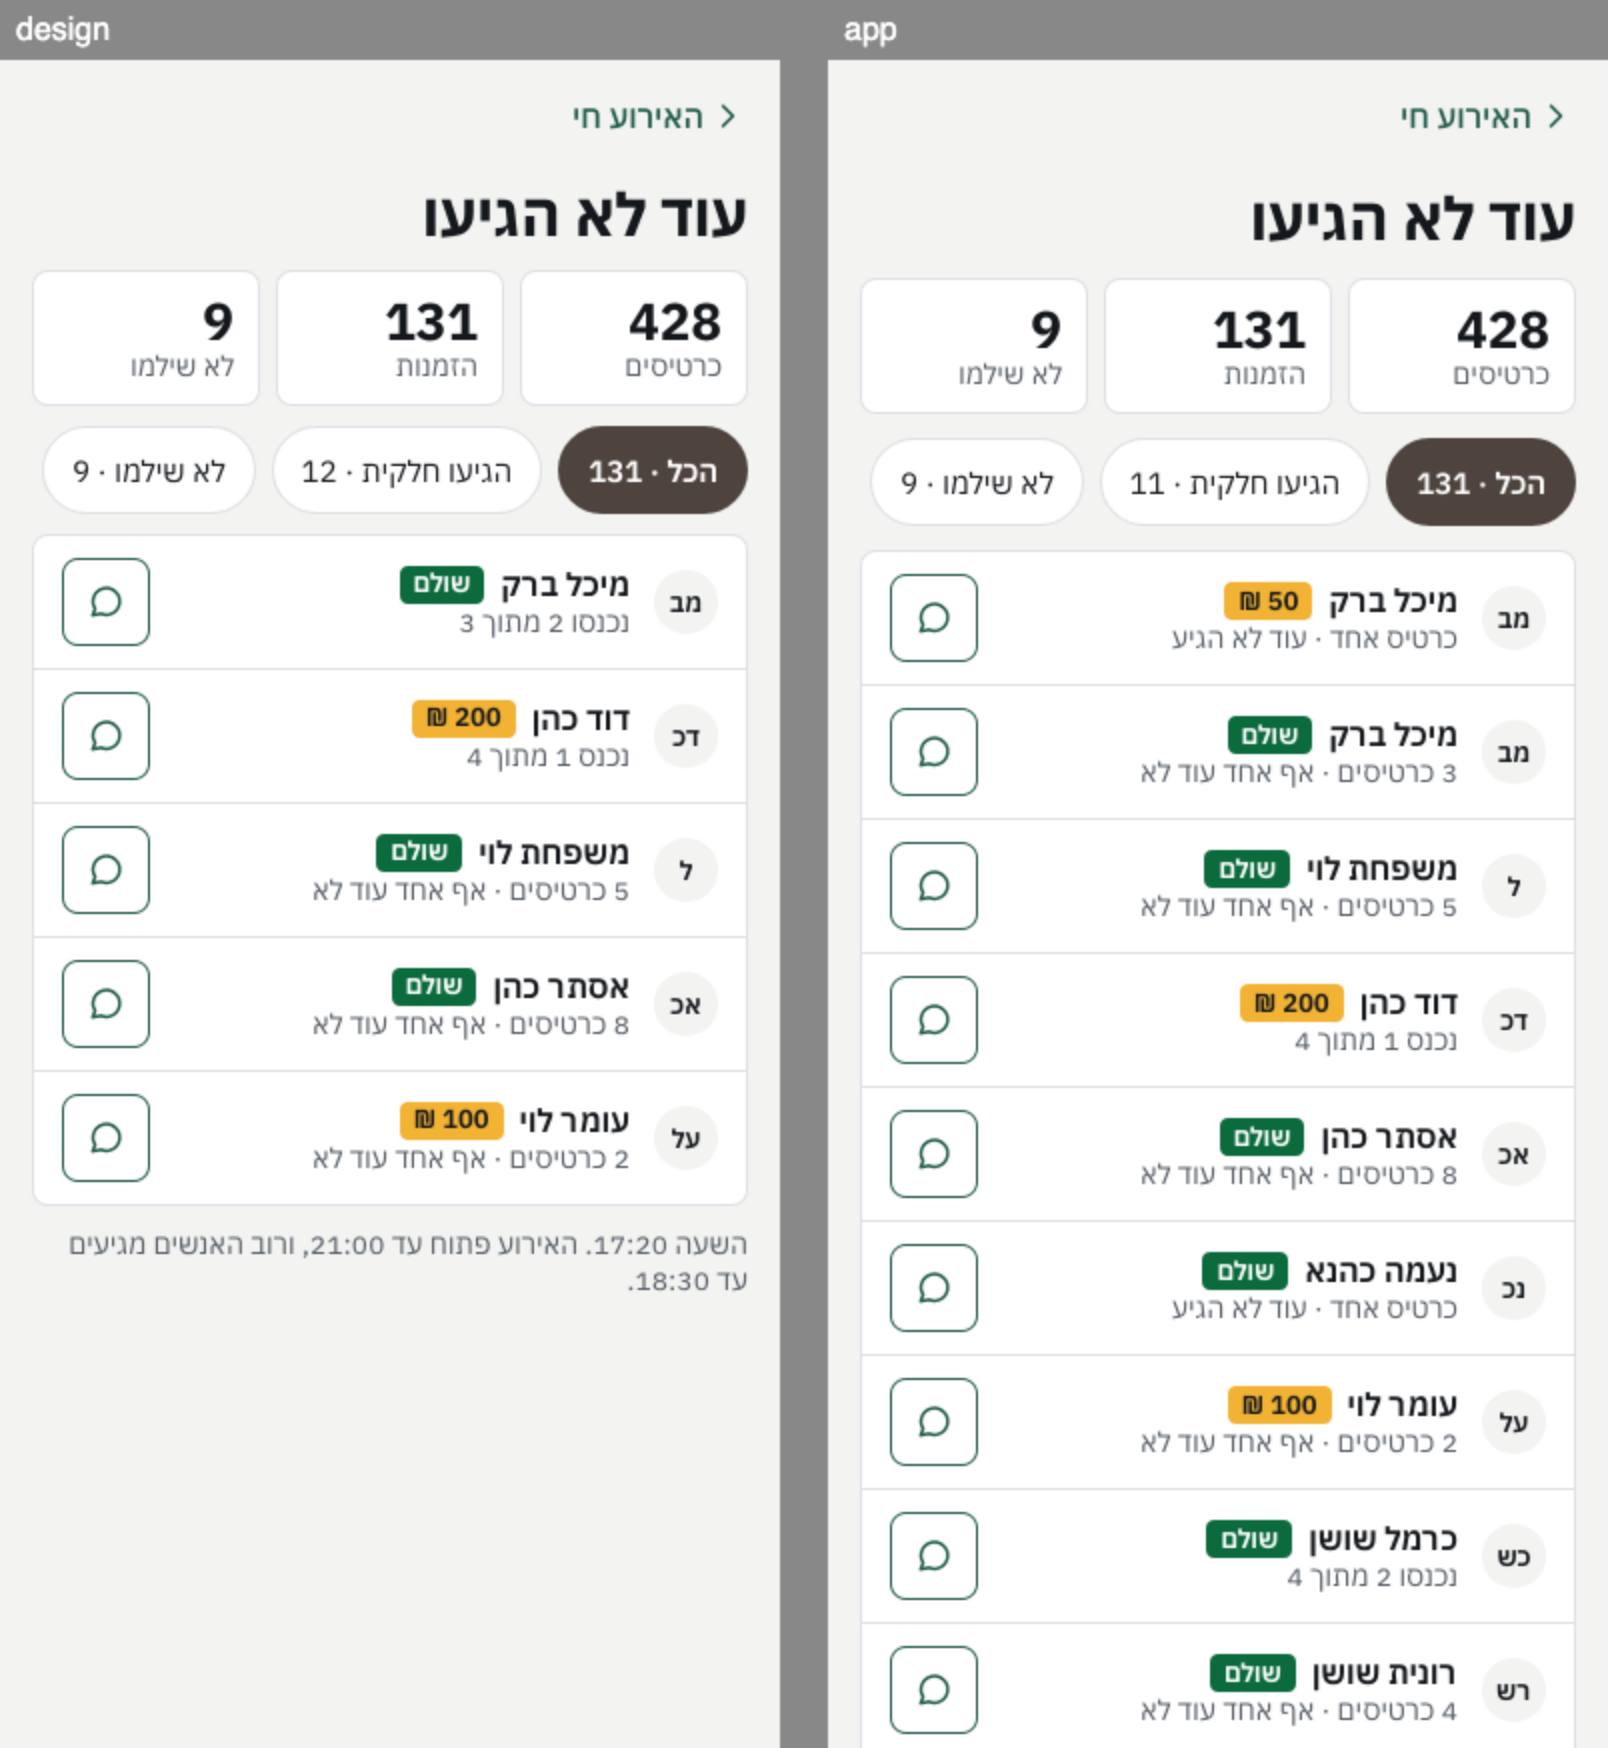 design
האירוע חי
עוד לא הגיעו
428
כרטיסים
131
הזמנות
9
לא שילמו
הכל · 131
הגיעו חלקית · 12
לא שילמו · 9
מב
מיכל ברק שולם
נכנסו 2 מתוך 3
דכ
דוד כהן 200 ₪
נכנס 1 מתוך 4
ל
משפחת לוי שולם
5 כרטיסים · אף אחד עוד לא
אכ
אסתר כהן שולם
8 כרטיסים · אף אחד עוד לא
על
עומר לוי 100 ₪
2 כרטיסים · אף אחד עוד לא
השעה 17:20. האירוע פתוח עד 21:00, ורוב האנשים מגיעים
עד 18:30.
app
האירוע חי
עוד לא הגיעו
428
כרטיסים
131
הזמנות
9
לא שילמו
הכל · 131
הגיעו חלקית · 11
לא שילמו · 9
מב
מיכל ברק 50 ₪
כרטיס אחד · עוד לא הגיע
מב
מיכל ברק שולם
3 כרטיסים · אף אחד עוד לא
ל
משפחת לוי שולם
5 כרטיסים · אף אחד עוד לא
דכ
דוד כהן 200 ₪
נכנס 1 מתוך 4
אכ
אסתר כהן שולם
8 כרטיסים · אף אחד עוד לא
נכ
נעמה כהנא שולם
כרטיס אחד · עוד לא הגיע
על
עומר לוי 100 ₪
2 כרטיסים · אף אחד עוד לא
כש
כרמל שושן שולם
נכנסו 2 מתוך 4
רש
רונית שושן שולם
4 כרטיסים · אף אחד עוד לא